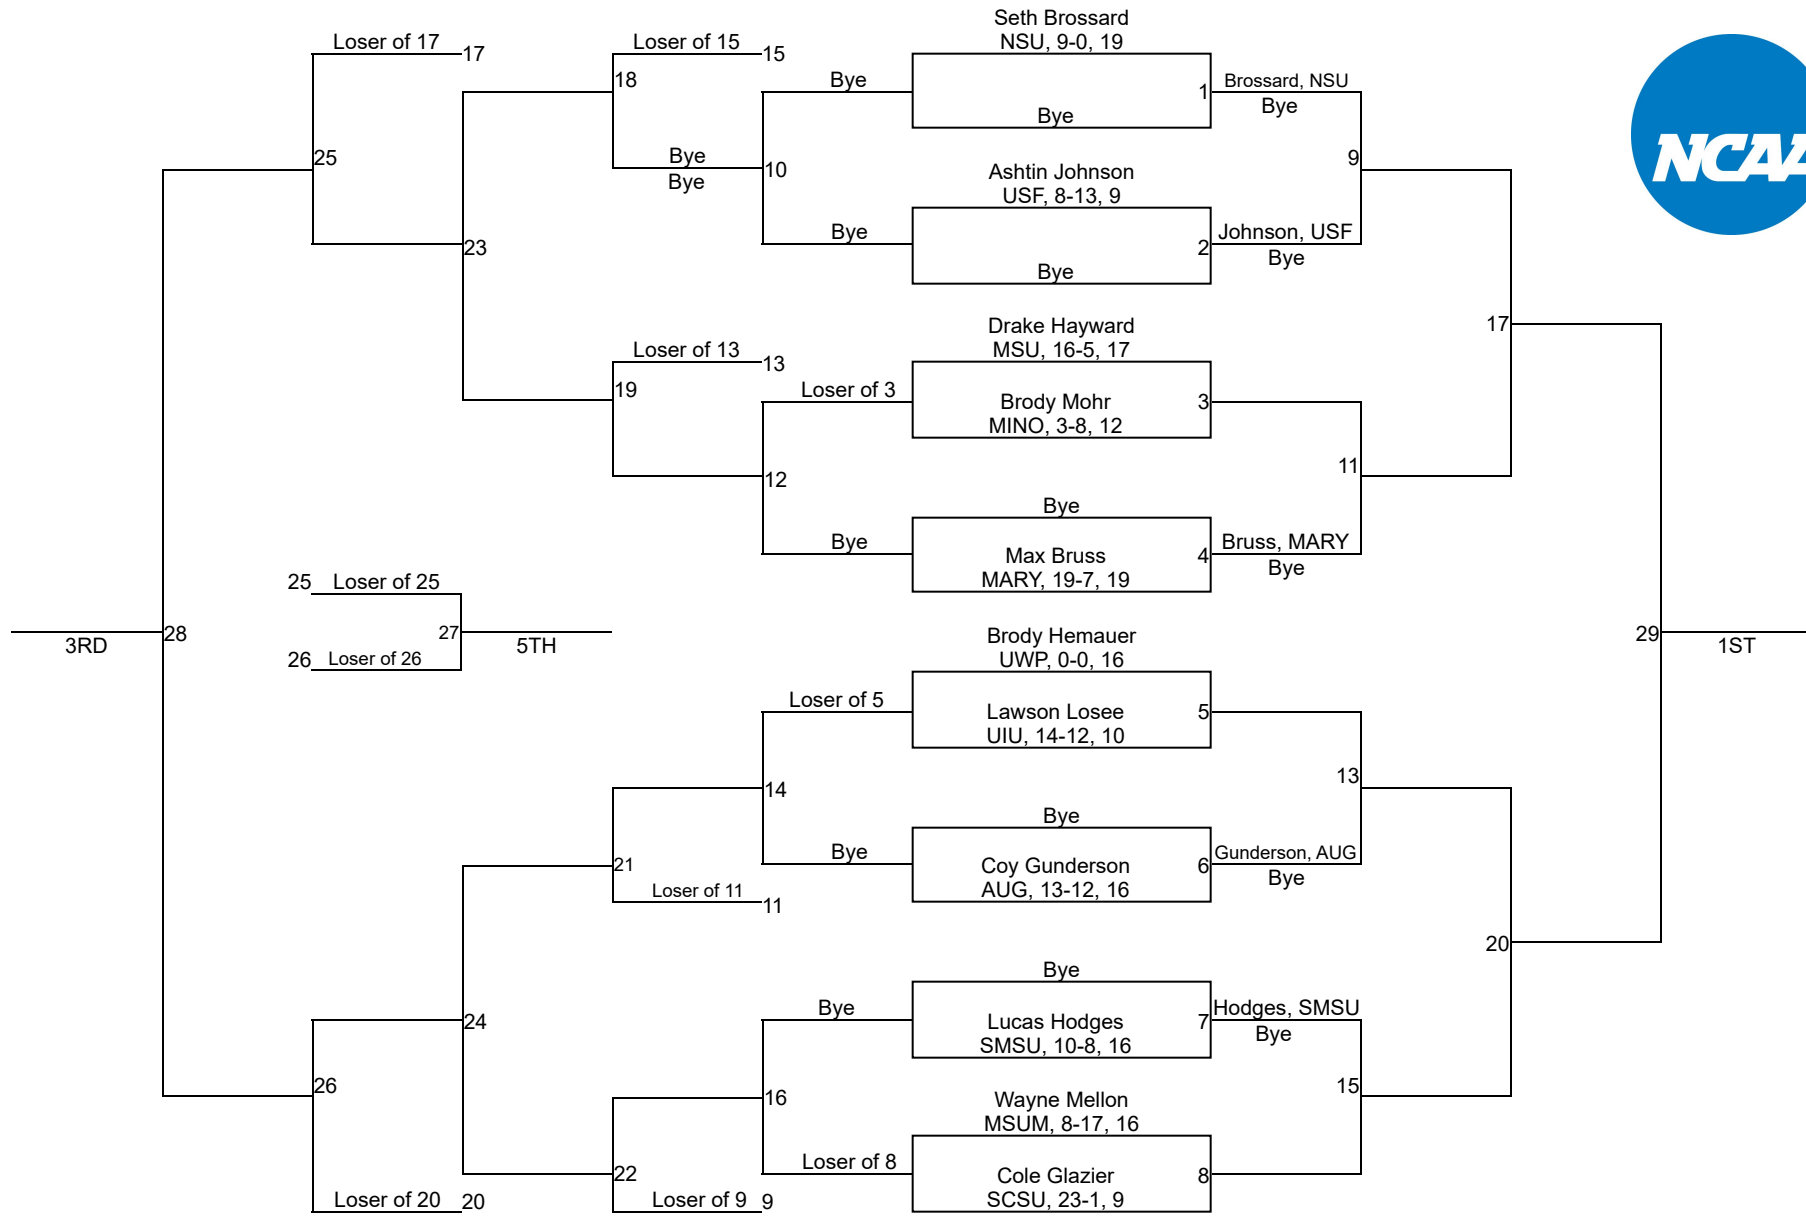 Seth Brossard
Loser of 17
17
Loser of 15
15
NSU, 9-0, 19
18
Bye
1
Brossard, NSU
Bye
Bye
25
Bye
Bye
10
9
NCAA
Ashtin Johnson
USF, 8-13, 9
23
Bye
2
Johnson, USF
Bye
Bye
Drake Hayward
MSU, 16-5, 17
17
Loser of 13
13
19
Loser of 3
Brody Mohr
MINO, 3-8, 12
3
12
11
Bye
Bye
Max Bruss
MARY, 19-7, 19
4
Bruss, MARY
Bye
25
Loser of 25
3RD
28
27
5TH
26
Loser of 26
Brody Hemauer
UWP, 0-0, 16
29
1ST
Loser of 5
Lawson Losee
UIU, 14-12, 10
5
14
13
Bye
21
Bye
Coy Gunderson
AUG, 13-12, 16
6
Gunderson, AUG
Bye
Loser of 11
11
20
Bye
24
Bye
Lucas Hodges
SMSU, 10-8, 16
7
Hodges, SMSU
Bye
26
16
15
Wayne Mellon
MSUM, 8-17, 16
22
Loser of 8
Cole Glazier
SCSU, 23-1, 9
8
Loser of 20
20
Loser of 9
9